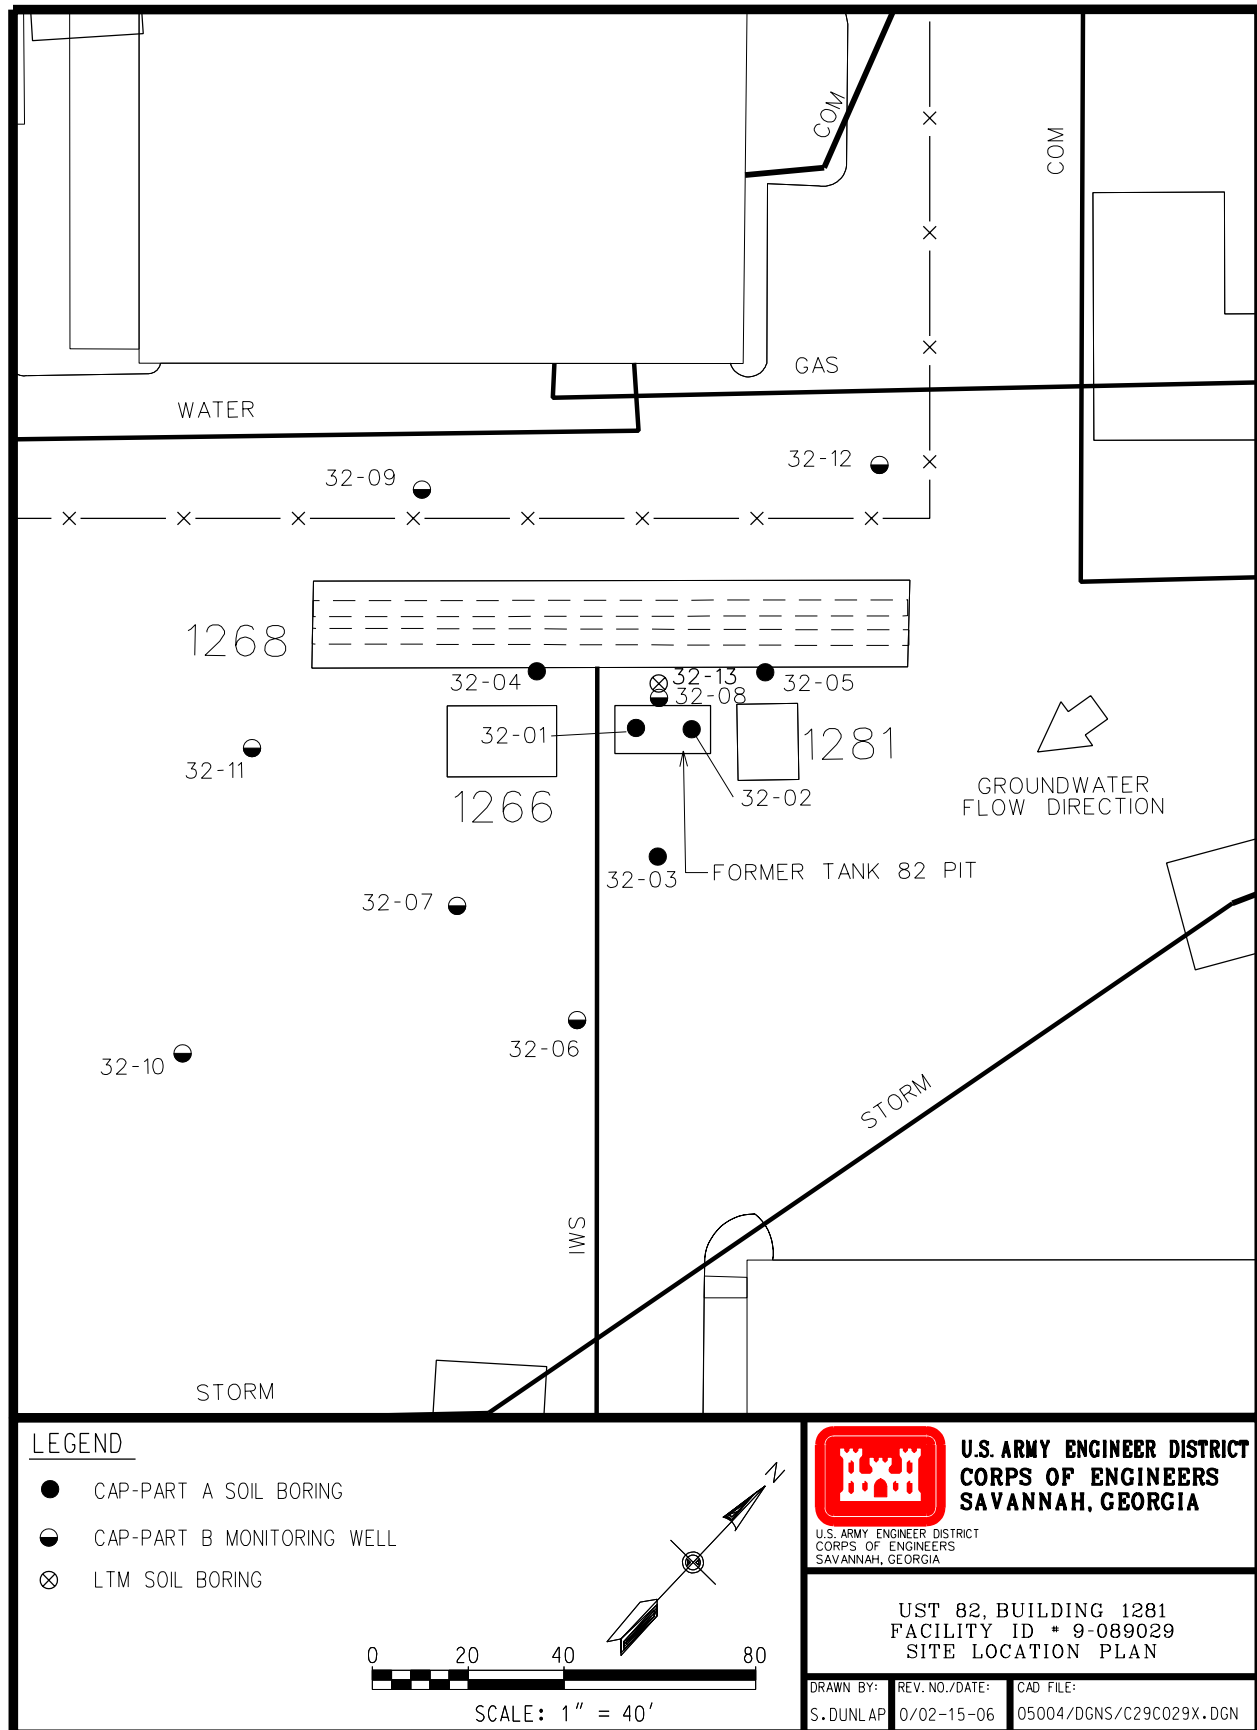 COM
COM
GAS
WATER
32-12
32-09
1268
32-13
32-04
32-05
32-08
32-01
1281
32-11
GROUNDWATER
FLOW DIRECTION
32-02
1266
FORMER TANK 82 PIT
32-03
32-07
32-06
32-10
STORM
IWS
STORM
LEGEND
CAP-PART A SOIL BORING
CAP-PART B MONITORING WELL
LTM SOIL BORING
N
0 20 40 80
SCALE: 1" = 40'
U.S. ARMY ENGINEER DISTRICT
CORPS OF ENGINEERS
SAVANNAH, GEORGIA
U.S. ARMY ENGINEER DISTRICT
CORPS OF ENGINEERS
SAVANNAH, GEORGIA
UST 82, BUILDING 1281
FACILITY ID * 9-089029
SITE LOCATION PLAN
DRAWN BY:
S.DUNLAP
REV. NO./DATE:
0/02-15-06
CAD FILE:
05004/DGNS/C29C029X.DGN